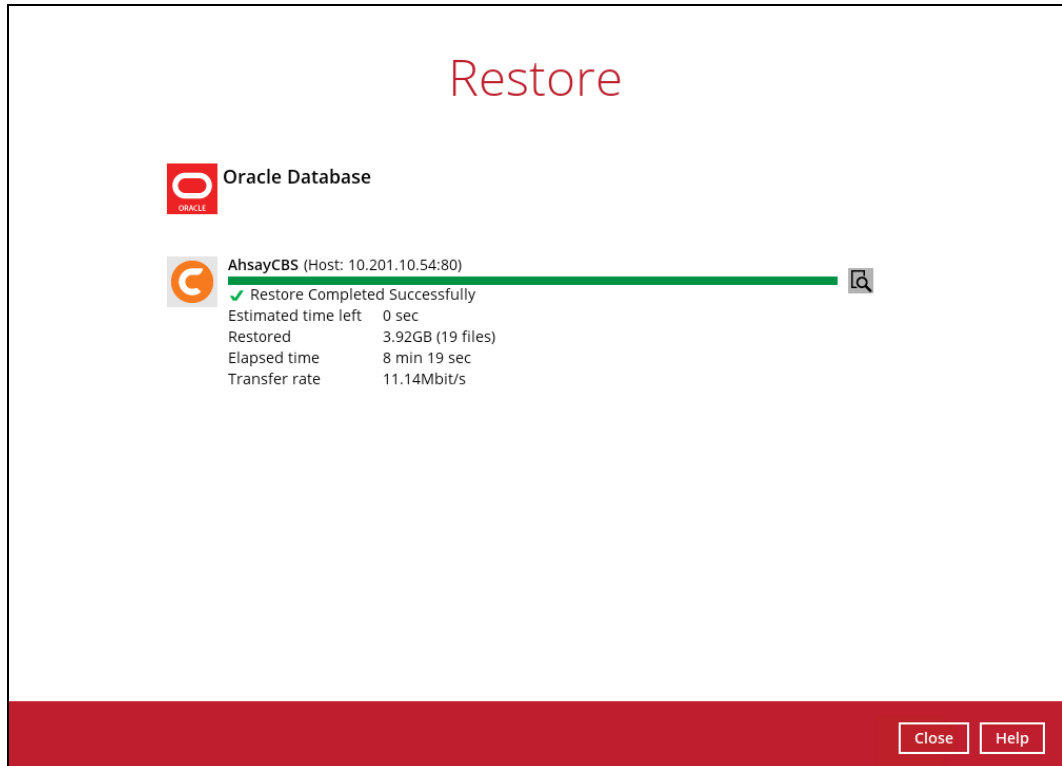 Restore
Oracle Database
ORACLE
AhsayCBS (Host: 10.201.10.54:80)
Restore Completed Successfully
Estimated time left 0 sec
Restored 3.92GB (19 files)
Elapsed time 8 min 19 sec
Transfer rate 11.14Mbit/s
Close Help